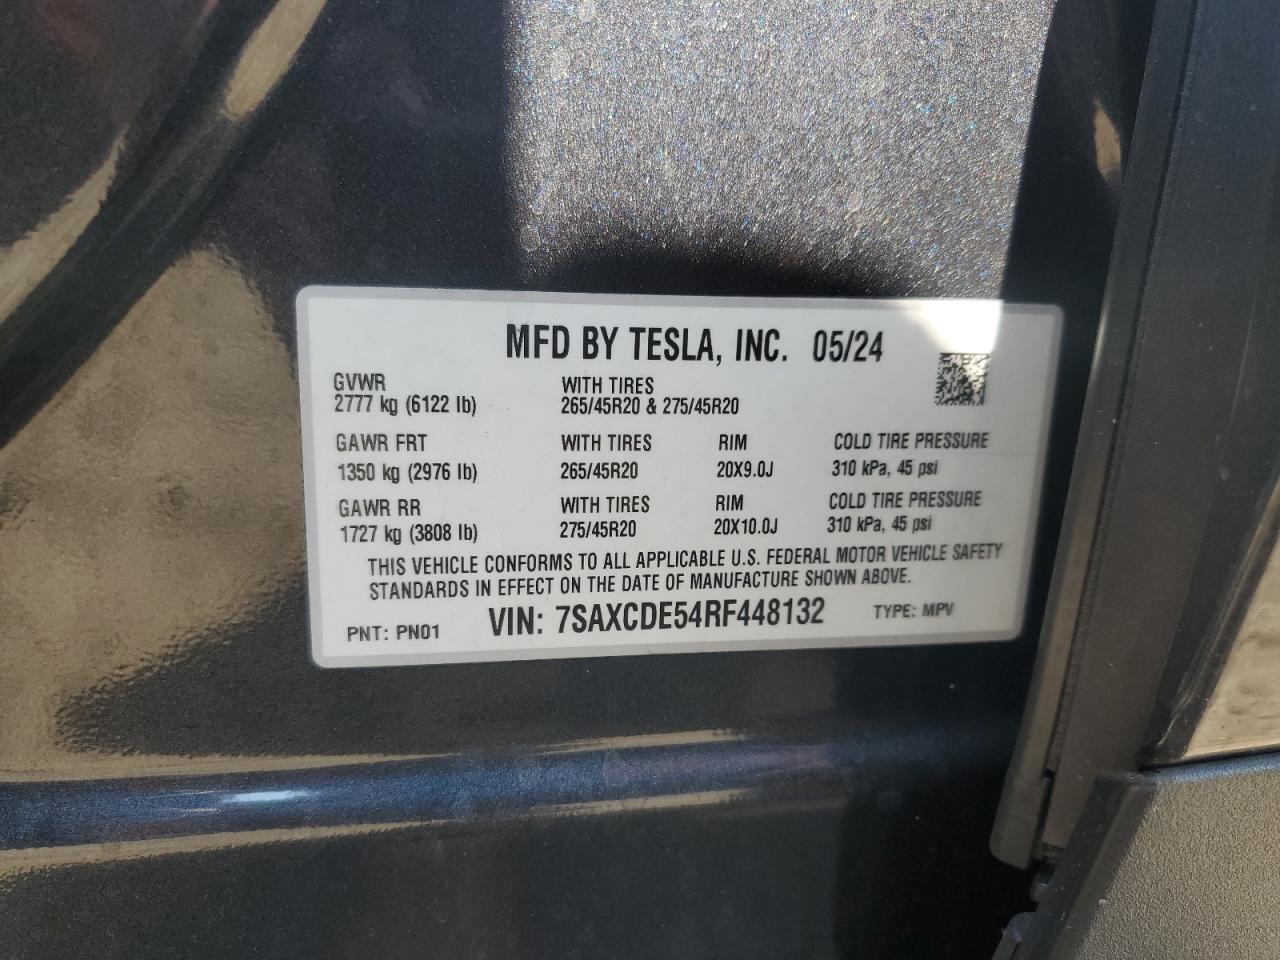 MFD BY TESLA, INC. 05/24
GVWR WITH TIRES
2777 kg (6122 lb) 265/45R20 & 275/45R20
GAWR FRT WITH TIRES RIM COLD TIRE PRESSURE
1350 kg (2976 lb) 265/45R20 20X9.0J 310 kPa, 45 psi
GAWR RR WITH TIRES RIM COLD TIRE PRESSURE
1727 kg (3808 lb) 275/45R20 20X10.0J 310 kPa, 45 psi
THIS VEHICLE CONFORMS TO ALL APPLICABLE U.S. FEDERAL MOTOR VEHICLE SAFETY
STANDARDS IN EFFECT ON THE DATE OF MANUFACTURE SHOWN ABOVE.
PNT: PN01 VIN: 7SAXCDE54RF448132 TYPE: MPV